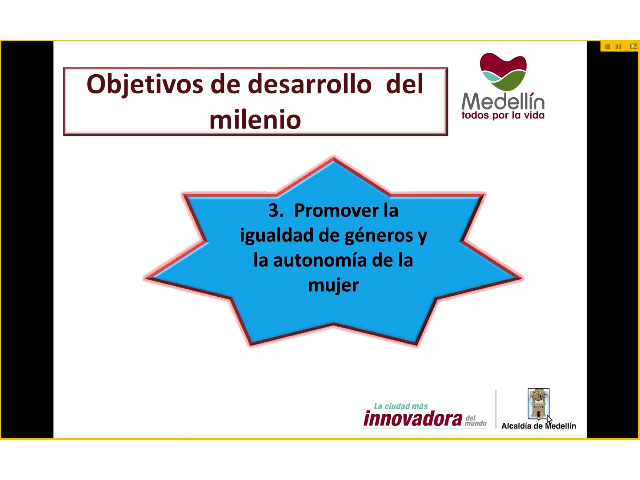 Objetivos de desarrollo del
milenio
Medellín
todos por la vida
3. Promover la
igualdad de géneros y
la autonomía de la
mujer
La ciudad más
innovadora del
mundo
Alcaldía de Medellín